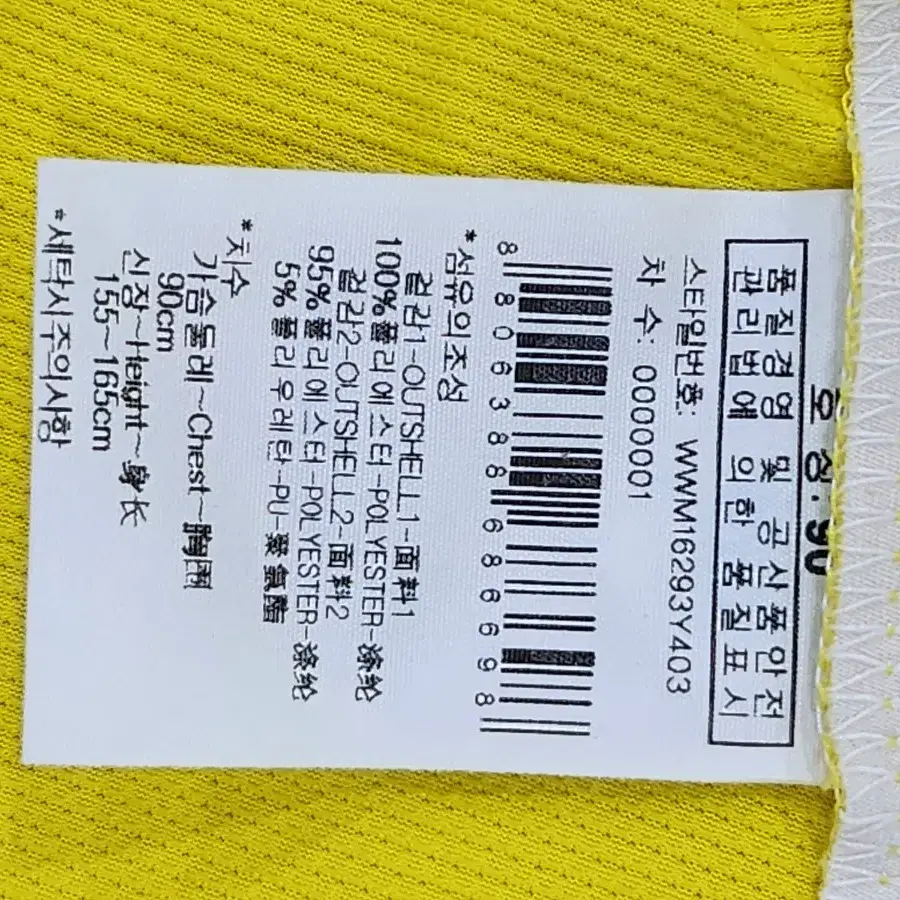 호 칭: 90
품질경영 및 공산품안전
관리법에 의한 품질표시
스타일번호: WWM16293Y403
차 수: 0000001
8 806388 686698
*섬유의조성
겉감1-OUTSHELL1-面料1
100% 폴리에스터-POLYESTER-涤纶
겉감2-OUTSHELL2-面料2
95% 폴리에스터-POLYESTER-涤纶
5% 폴리우레탄-PU-聚氨酯
*치수
가슴둘레~Chest~胸围
90cm
신장~Height~身长
155~165cm
*세탁시주의사항